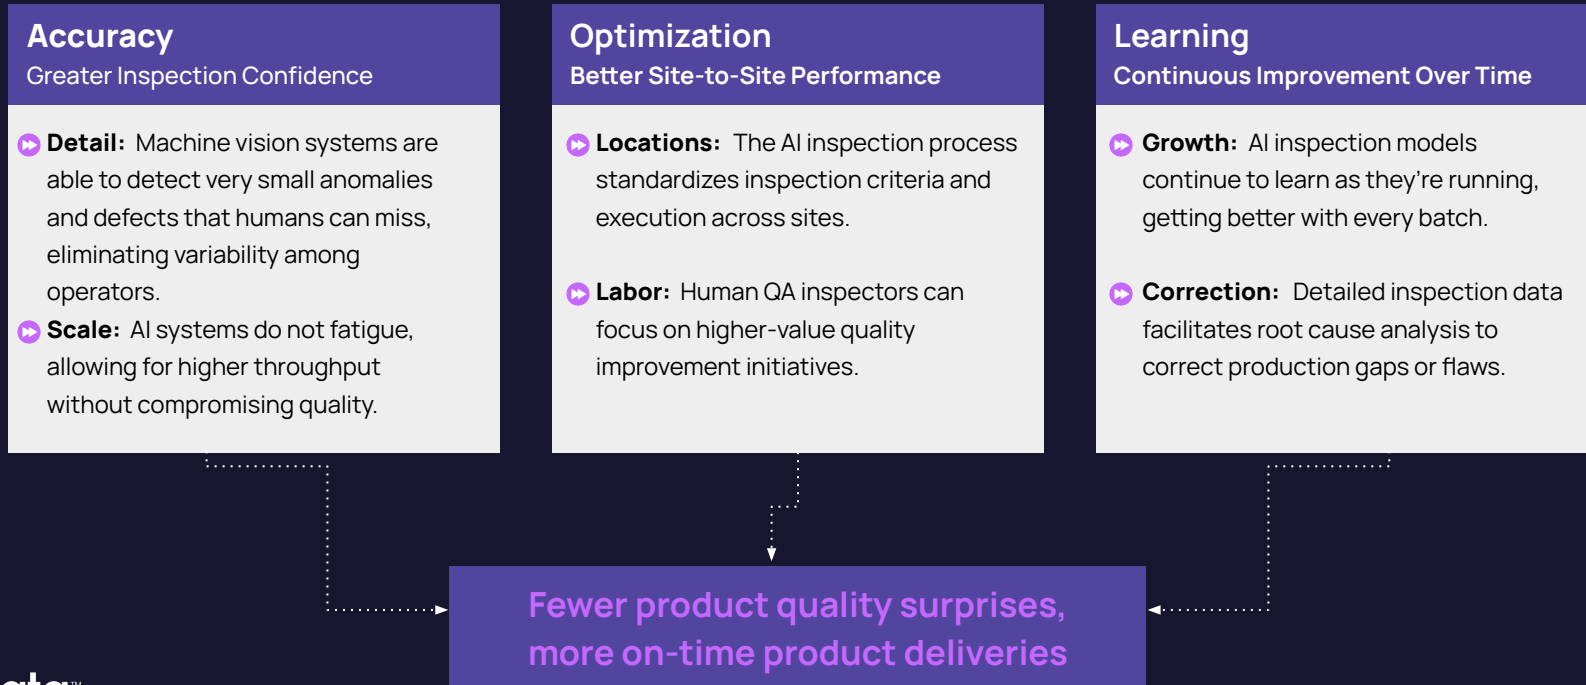 Accuracy
Greater Inspection Confidence
Detail: Machine vision systems are
able to detect very small anomalies
and defects that humans can miss,
eliminating variability among
operators.
Scale: AI systems do not fatigue,
allowing for higher throughput
without compromising quality.
Optimization
Better Site-to-Site Performance
Locations: The AI inspection process
standardizes inspection criteria and
execution across sites.
Labor: Human QA inspectors can
focus on higher-value quality
improvement initiatives.
Learning
Continuous Improvement Over Time
Growth: AI inspection models
continue to learn as they're running,
getting better with every batch.
Correction: Detailed inspection data
facilitates root cause analysis to
correct production gaps or flaws.
Fewer product quality surprises,
more on-time product deliveries